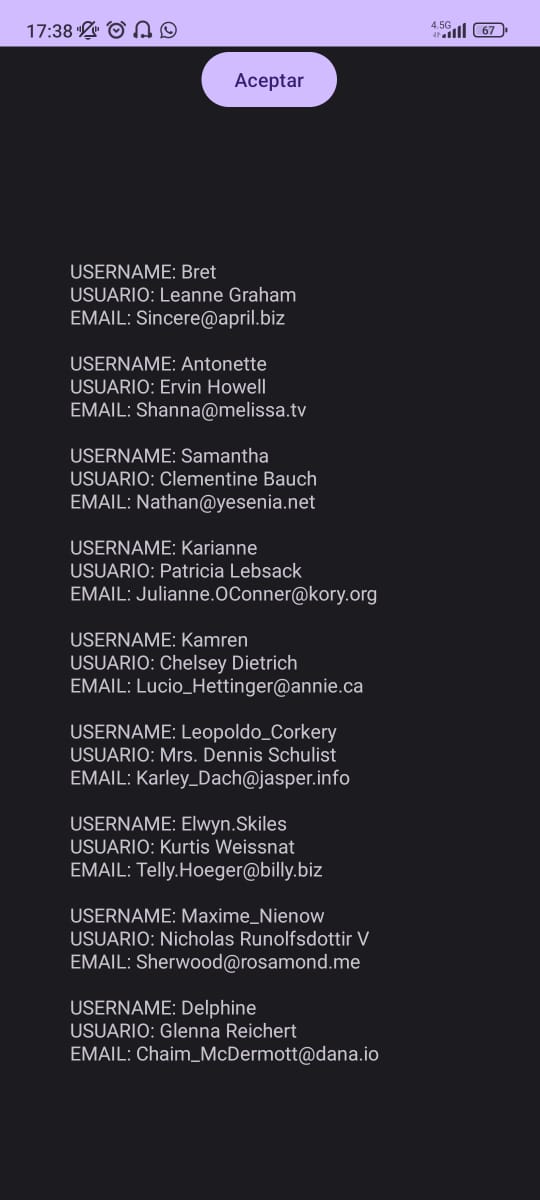 17:38
4.5G
67
Aceptar
USERNAME: Bret
USUARIO: Leanne Graham
EMAIL: Sincere@april.biz
USERNAME: Antonette
USUARIO: Ervin Howell
EMAIL: Shanna@melissa.tv
USERNAME: Samantha
USUARIO: Clementine Bauch
EMAIL: Nathan@yesenia.net
USERNAME: Karianne
USUARIO: Patricia Lebsack
EMAIL: Julianne.OConner@kory.org
USERNAME: Kamren
USUARIO: Chelsey Dietrich
EMAIL: Lucio_Hettinger@annie.ca
USERNAME: Leopoldo_Corkery
USUARIO: Mrs. Dennis Schulist
EMAIL: Karley_Dach@jasper.info
USERNAME: Elwyn.Skiles
USUARIO: Kurtis Weissnat
EMAIL: Telly.Hoeger@billy.biz
USERNAME: Maxime_Nienow
USUARIO: Nicholas Runolfsdottir V
EMAIL: Sherwood@rosamond.me
USERNAME: Delphine
USUARIO: Glenna Reichert
EMAIL: Chaim_McDermott@dana.io